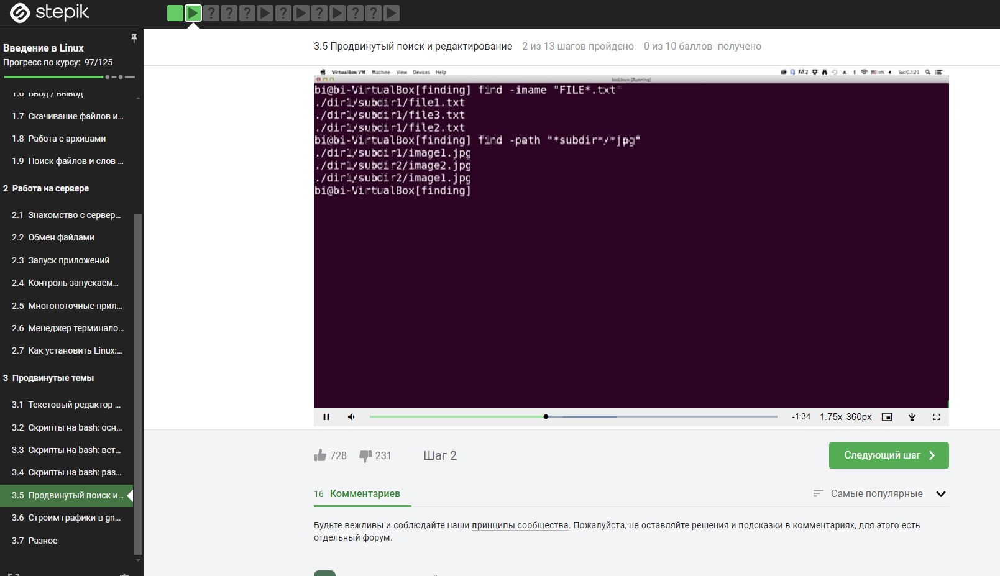 stepik
? ? ? ? ? ? ?
Введение в Linux
Прогресс по курсу: 97/125
1.6 Ввод / вывод
1.7 Скачивание файлов и...
1.8 Работа с архивами
1.9 Поиск файлов и слов ...
2 Работа на сервере
2.1 Знакомство с сервер...
2.2 Обмен файлами
2.3 Запуск приложений
2.4 Контроль запускаем...
2.5 Многопоточные прил...
2.6 Менеджер терминало...
2.7 Как установить Linux:...
3 Продвинутые темы
3.1 Текстовый редактор ...
3.2 Скрипты на bash: осн...
3.3 Скрипты на bash: вет...
3.4 Скрипты на bash: раз...
3.5 Продвинутый поиск и...
3.6 Строим графики в gn...
3.7 Разное
3.5 Продвинутый поиск и редактирование 2 из 13 шагов пройдено 0 из 10 баллов получено
VirtualBox VM Machine View Devices Help Sat 02:21
bi@bi-VirtualBox[finding] find -iname "FILE*.txt"
./dir1/subdir1/file1.txt
./dir1/subdir1/file3.txt
./dir1/subdir1/file2.txt
bi@bi-VirtualBox[finding] find -path "*subdir*/*jpg"
./dir1/subdir1/image1.jpg
./dir1/subdir2/image2.jpg
./dir1/subdir2/image1.jpg
bi@bi-VirtualBox[finding]
-1:34 1.75x 360px
728 231 Шаг 2
Следующий шаг
16 Комментариев
Самые популярные
Будьте вежливы и соблюдайте наши принципы сообщества. Пожалуйста, не оставляйте решения и подсказки в комментариях, для этого есть
отдельный форум.